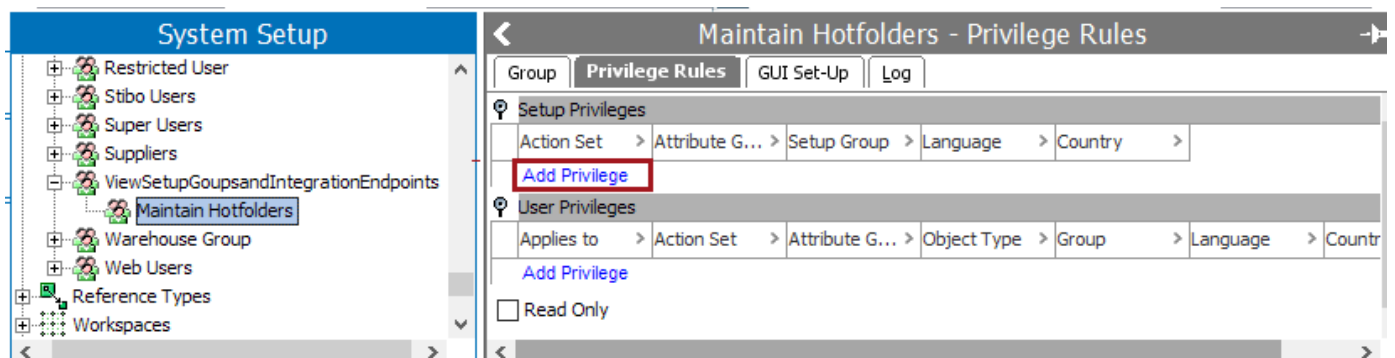 System Setup
Restricted User
Stibo Users
Super Users
Suppliers
ViewSetupGoupsandIntegrationEndpoints
Maintain Hotfolders
Warehouse Group
Web Users
Reference Types
Workspaces
Maintain Hotfolders - Privilege Rules
Group Privilege Rules GUI Set-Up Log
Setup Privileges
Action Set > Attribute G... > Setup Group > Language > Country >
Add Privilege
User Privileges
Applies to > Action Set > Attribute G... > Object Type > Group > Language > Countr
Add Privilege
Read Only